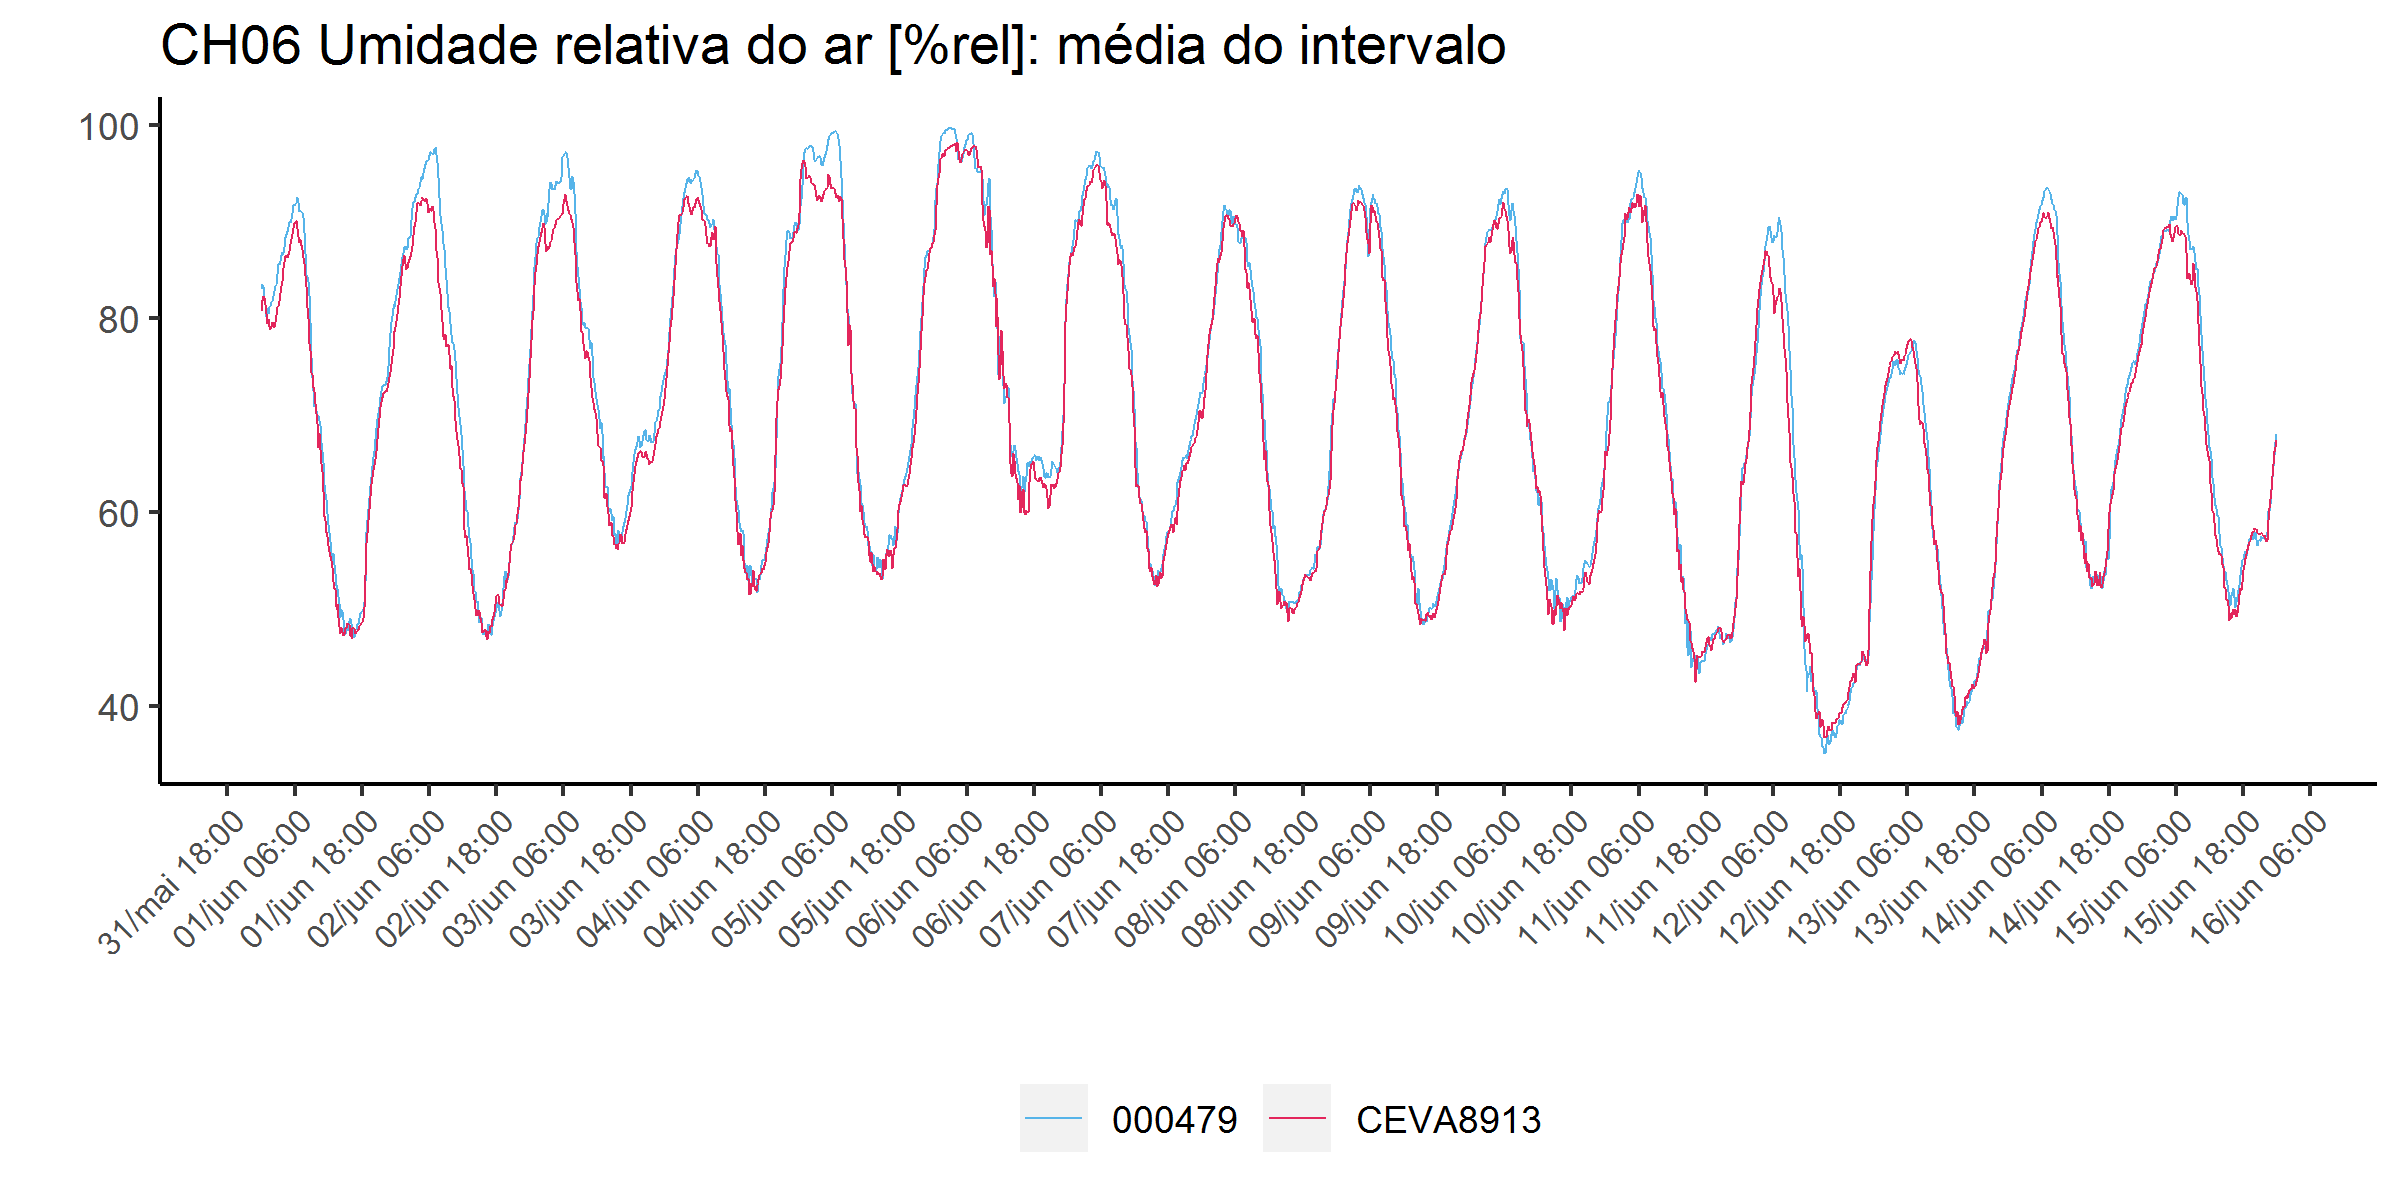 CH06 Umidade relativa do ar [%rel]: média do intervalo
100
80
60
40
31/mai 18:00
01/jun 06:00
01/jun 18:00
02/jun 06:00
02/jun 18:00
03/jun 06:00
03/jun 18:00
04/jun 06:00
04/jun 18:00
05/jun 06:00
05/jun 18:00
06/jun 06:00
06/jun 18:00
07/jun 06:00
07/jun 18:00
08/jun 06:00
08/jun 18:00
09/jun 06:00
09/jun 18:00
10/jun 06:00
10/jun 18:00
11/jun 06:00
11/jun 18:00
12/jun 06:00
12/jun 18:00
13/jun 06:00
13/jun 18:00
14/jun 06:00
14/jun 18:00
15/jun 06:00
15/jun 18:00
16/jun 06:00
000479 CEVA8913